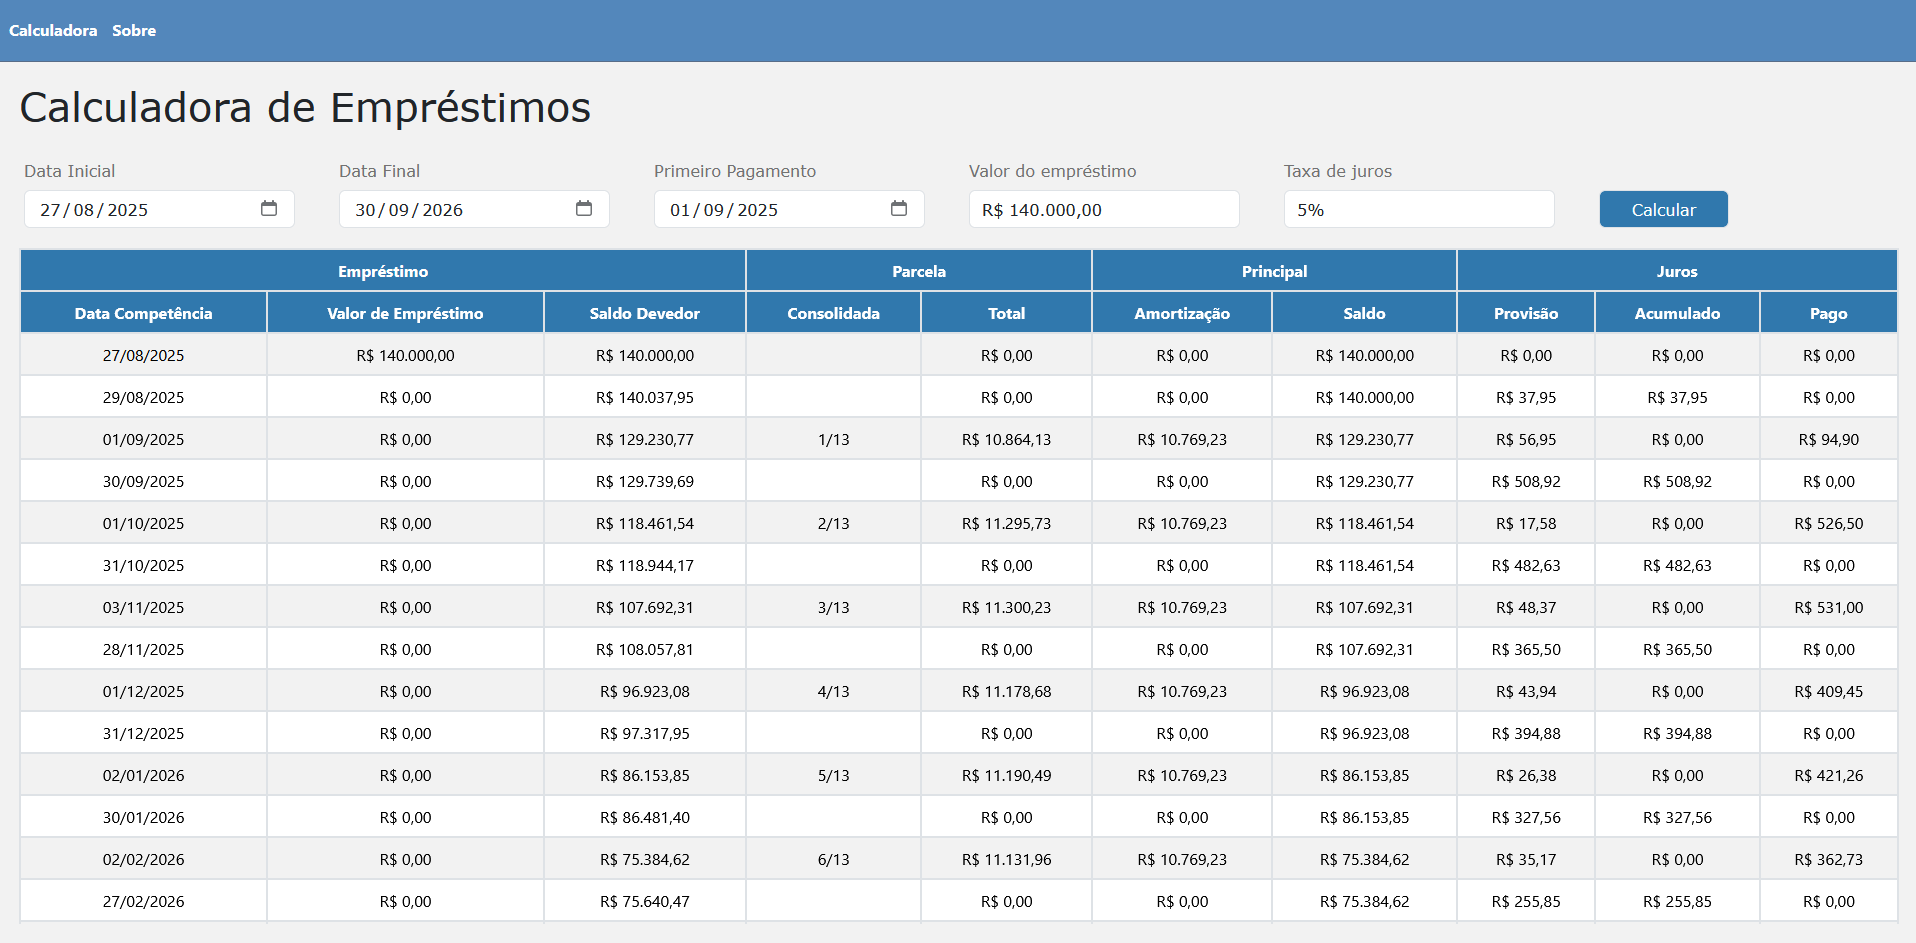 Calculadora Sobre
Calculadora de Empréstimos
Data Inicial Data Final Primeiro Pagamento Valor do empréstimo Taxa de juros
27/08/2025 30/09/2026 01/09/2025 R$ 140.000,00 5% Calcular
Empréstimo Parcela Principal Juros
Data Competência Valor de Empréstimo Saldo Devedor Consolidada Total Amortização Saldo Provisão Acumulado Pago
27/08/2025 R$ 140.000,00 R$ 140.000,00 R$ 0,00 R$ 0,00 R$ 140.000,00 R$ 0,00 R$ 0,00 R$ 0,00
29/08/2025 R$ 0,00 R$ 140.037,95 R$ 0,00 R$ 0,00 R$ 140.000,00 R$ 37,95 R$ 37,95 R$ 0,00
01/09/2025 R$ 0,00 R$ 129.230,77 1/13 R$ 10.864,13 R$ 10.769,23 R$ 129.230,77 R$ 56,95 R$ 0,00 R$ 94,90
30/09/2025 R$ 0,00 R$ 129.739,69 R$ 0,00 R$ 0,00 R$ 129.230,77 R$ 508,92 R$ 508,92 R$ 0,00
01/10/2025 R$ 0,00 R$ 118.461,54 2/13 R$ 11.295,73 R$ 10.769,23 R$ 118.461,54 R$ 17,58 R$ 0,00 R$ 526,50
31/10/2025 R$ 0,00 R$ 118.944,17 R$ 0,00 R$ 0,00 R$ 118.461,54 R$ 482,63 R$ 482,63 R$ 0,00
03/11/2025 R$ 0,00 R$ 107.692,31 3/13 R$ 11.300,23 R$ 10.769,23 R$ 107.692,31 R$ 48,37 R$ 0,00 R$ 531,00
28/11/2025 R$ 0,00 R$ 108.057,81 R$ 0,00 R$ 0,00 R$ 107.692,31 R$ 365,50 R$ 365,50 R$ 0,00
01/12/2025 R$ 0,00 R$ 96.923,08 4/13 R$ 11.178,68 R$ 10.769,23 R$ 96.923,08 R$ 43,94 R$ 0,00 R$ 409,45
31/12/2025 R$ 0,00 R$ 97.317,95 R$ 0,00 R$ 0,00 R$ 96.923,08 R$ 394,88 R$ 394,88 R$ 0,00
02/01/2026 R$ 0,00 R$ 86.153,85 5/13 R$ 11.190,49 R$ 10.769,23 R$ 86.153,85 R$ 26,38 R$ 0,00 R$ 421,26
30/01/2026 R$ 0,00 R$ 86.481,40 R$ 0,00 R$ 0,00 R$ 86.153,85 R$ 327,56 R$ 327,56 R$ 0,00
02/02/2026 R$ 0,00 R$ 75.384,62 6/13 R$ 11.131,96 R$ 10.769,23 R$ 75.384,62 R$ 35,17 R$ 0,00 R$ 362,73
27/02/2026 R$ 0,00 R$ 75.640,47 R$ 0,00 R$ 0,00 R$ 75.384,62 R$ 255,85 R$ 255,85 R$ 0,00